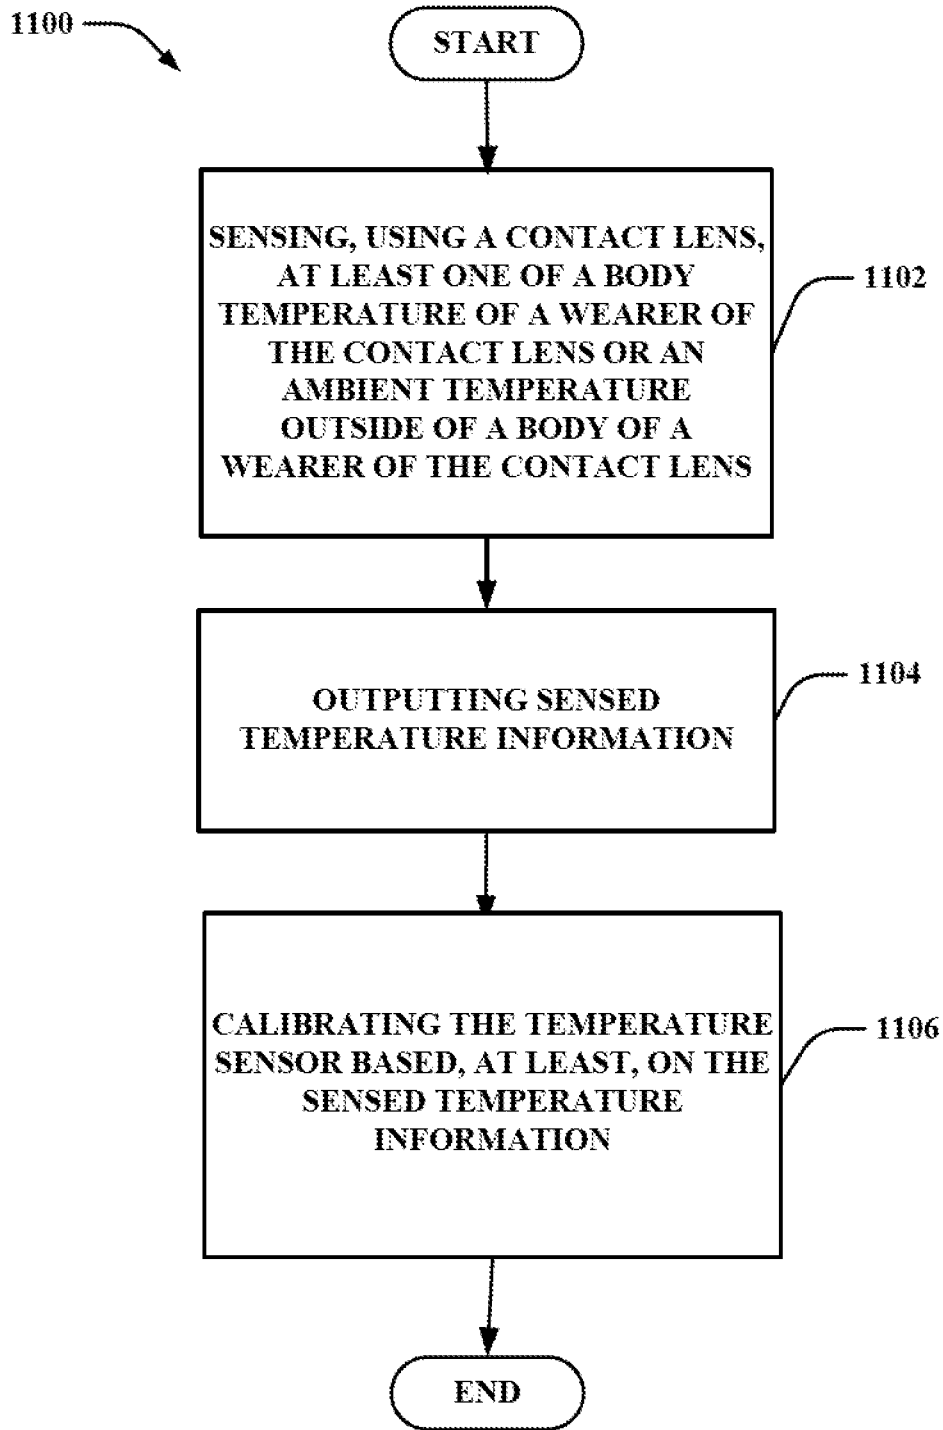 1100
START
SENSING, USING A CONTACT LENS,
AT LEAST ONE OF A BODY
TEMPERATURE OF A WEARER OF
THE CONTACT LENS OR AN
AMBIENT TEMPERATURE
OUTSIDE OF A BODY OF A
WEARER OF THE CONTACT LENS
1102
OUTPUTTING SENSED
TEMPERATURE INFORMATION
1104
CALIBRATING THE TEMPERATURE
SENSOR BASED, AT LEAST, ON THE
SENSED TEMPERATURE
INFORMATION
1106
END